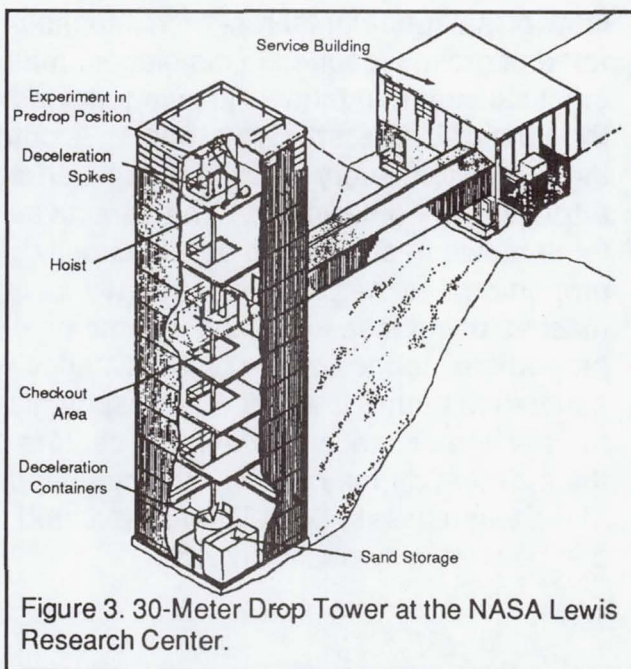 Service Building
Experiment in
Predrop Position
Deceleration
Spikes
Hoist
Checkout
Area
Deceleration
Containers
Sand Storage
Figure 3. 30-Meter Drop Tower at the NASA Lewis
Research Center.